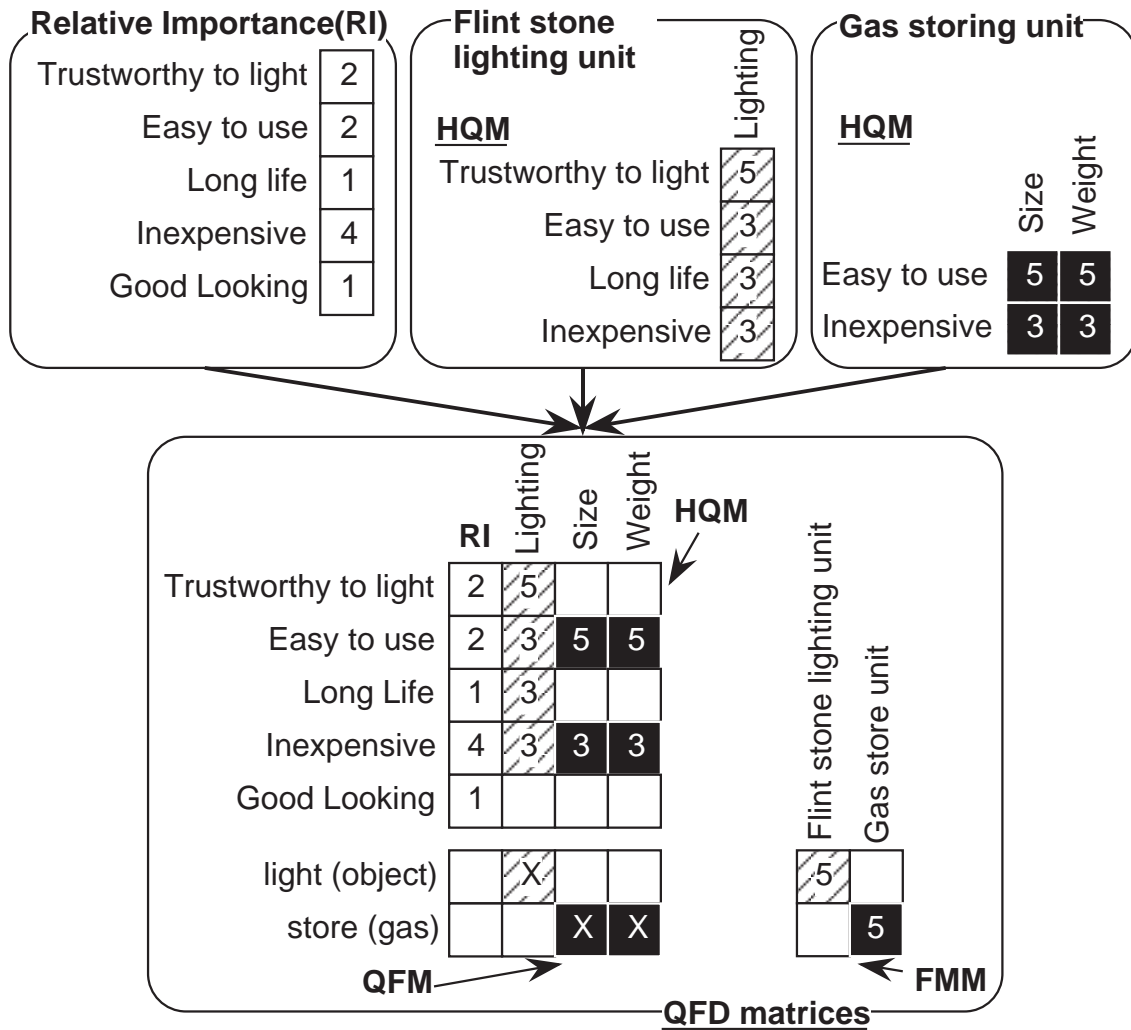 Relative Importance(RI)
Trustworthy to light 2
Easy to use 2
Long life 1
Inexpensive 4
Good Looking 1
Flint stone
lighting unit
HQM
Lighting
Trustworthy to light 5
Easy to use 3
Long life 3
Inexpensive 3
Gas storing unit
HQM
Size
Weight
Easy to use 5 5
Inexpensive 3 3
RI
Lighting
Size
Weight
HQM
Trustworthy to light 2 5
Easy to use 2 3 5 5
Long Life 1 3
Inexpensive 4 3 3 3
Good Looking 1
light (object) X
store (gas) X X
QFM
Flint stone lighting unit
Gas store unit
5
5
FMM
QFD matrices